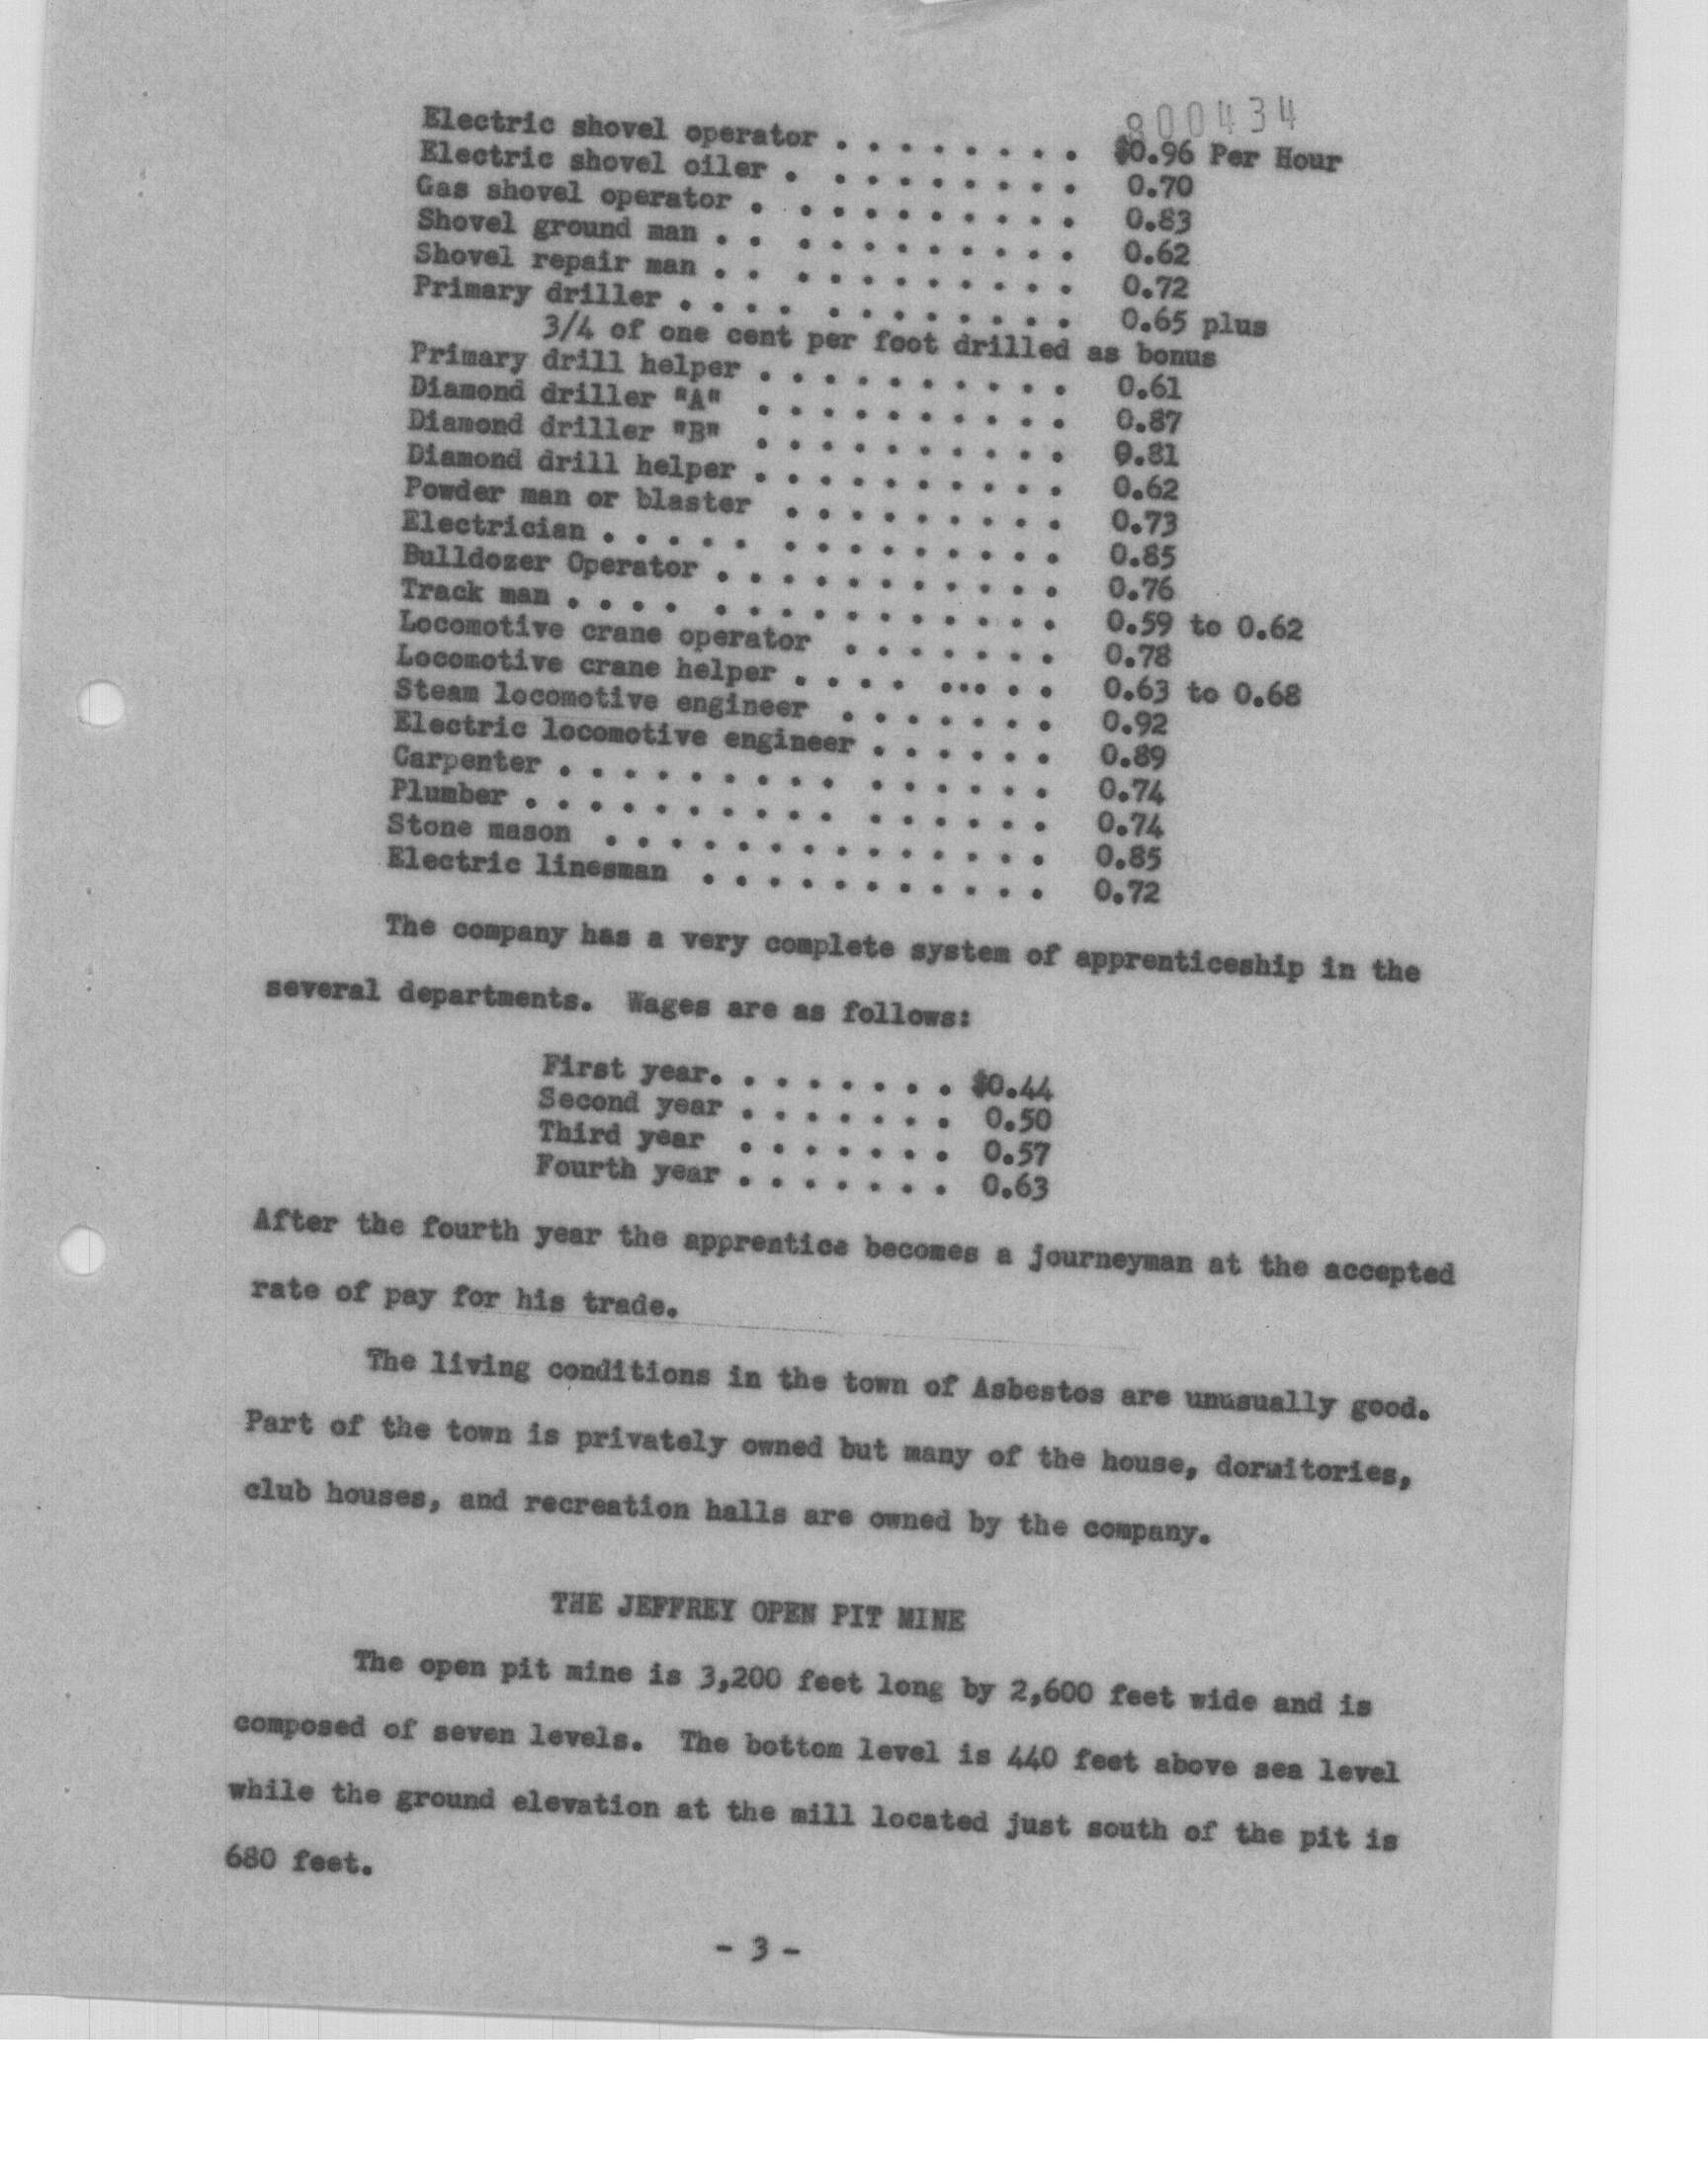 800434
Electric shovel operator . . . . . . . . $0.96 Per Hour
Electric shovel oiler . . . . . . . . . 0.70
Gas shovel operator . . . . . . . . . . 0.83
Shovel ground man . . . . . . . . . . . 0.62
Shovel repair man . . . . . . . . . . . 0.72
Primary driller . . . . . . . . . . . . 0.65 plus
3/4 of one cent per foot drilled as bonus
Primary drill helper . . . . . . . . . . 0.61
Diamond driller "A" . . . . . . . . . . 0.87
Diamond driller "B" . . . . . . . . . . 0.81
Diamond drill helper . . . . . . . . . . 0.62
Powder man or blaster . . . . . . . . . 0.73
Electrician . . . . . . . . . . . . . . 0.85
Bulldozer Operator . . . . . . . . . . . 0.76
Track man . . . . . . . . . . . . . . . 0.59 to 0.62
Locomotive crane operator . . . . . . . 0.78
Locomotive crane helper . . . . ... . . 0.63 to 0.68
Steam locomotive engineer . . . . . . . 0.92
Electric locomotive engineer . . . . . . 0.89
Carpenter . . . . . . . . . . . . . . . 0.74
Plumber . . . . . . . . . . . . . . . . 0.74
Stone mason . . . . . . . . . . . . . . 0.85
Electric linesman . . . . . . . . . . . 0.72
The company has a very complete system of apprenticeship in the
several departments. Wages are as follows:
First year. . . . . . . . $0.44
Second year . . . . . . . 0.50
Third year . . . . . . . 0.57
Fourth year . . . . . . . 0.63
After the fourth year the apprentice becomes a journeyman at the accepted
rate of pay for his trade.
The living conditions in the town of Asbestos are unusually good.
Part of the town is privately owned but many of the house, dormitories,
club houses, and recreation halls are owned by the company.
THE JEFFREY OPEN PIT MINE
The open pit mine is 3,200 feet long by 2,600 feet wide and is
composed of seven levels. The bottom level is 440 feet above sea level
while the ground elevation at the mill located just south of the pit is
680 feet.
- 3 -